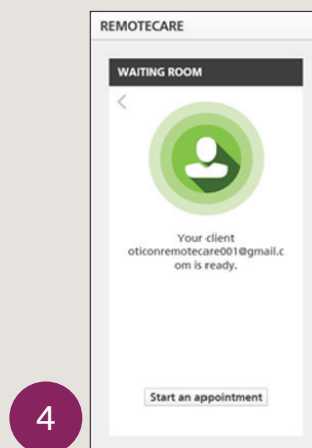 REMOTECARE
WAITING ROOM
Your client
oticonremotecare001@gmail.c
om is ready.
Start an appointment
4